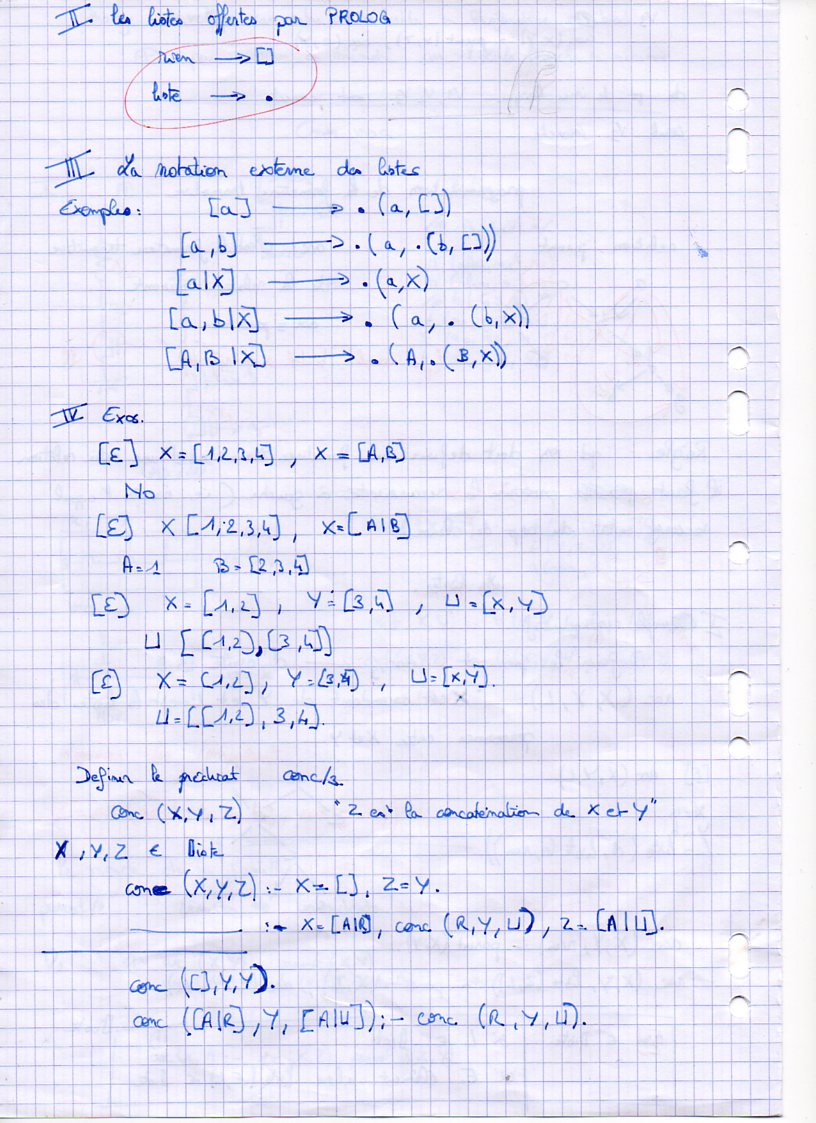 II les listes offertes par PROLOG
rien → []
liste → .
III La notation externe des listes
Exemples: [a] → .(a, [])
[a,b] → .(a, .(b, []))
[a|X] → .(a,X)
[a,b|X] → .(a, .(b,X))
[A,B|X] → .(A, .(B,X))
IV Exos.
[E] X=[1,2,3,4] , X=[A,B]
No
[E] X [1,2,3,4] , X=[A|B]
A=1 B=[2,3,4]
[E] X=[1,2] , Y=[3,4] , U=[X,Y]
U [[1,2],[3,4]]
[E] X=[1,2], Y=[3,4] , U=[X,Y].
U=[[1,2], 3,4].
Definir le prédicat conc/3.
conc (X,Y,Z) "Z est la concaténation de X et Y"
X,Y,Z ∈ liste
conc (X,Y,Z) :- X=[], Z=Y.
:- X=[A|R], conc (R,Y,U), Z=[A|U].
conc ([],Y,Y).
conc ([A|R], Y, [A|U]) :- conc (R,Y,U).